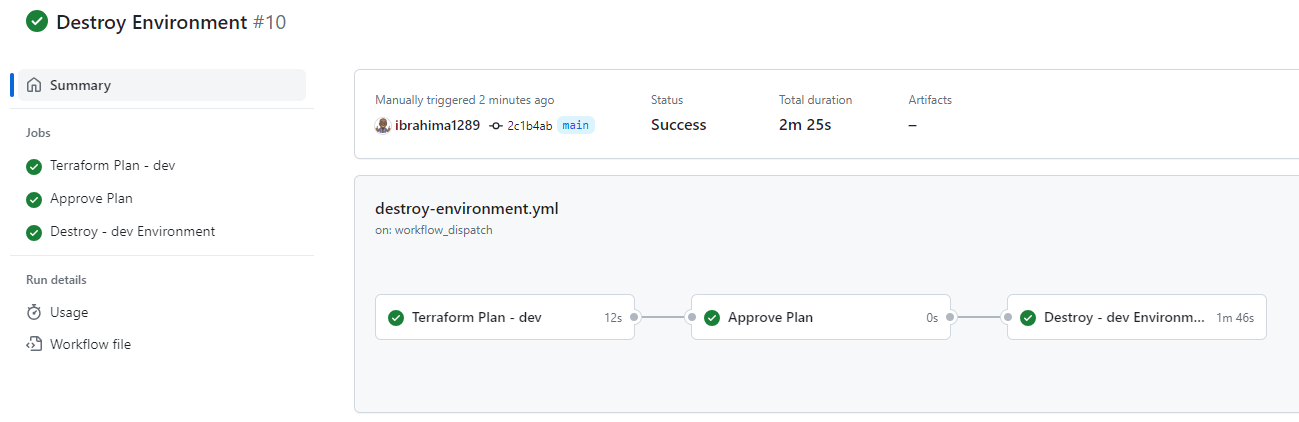 Destroy Environment #10
Summary
Jobs
Terraform Plan - dev
Approve Plan
Destroy - dev Environment
Run details
Usage
Workflow file
Manually triggered 2 minutes ago
ibrahima1289 2c1b4ab main
Status
Success
Total duration
2m 25s
Artifacts
–
destroy-environment.yml
on: workflow_dispatch
Terraform Plan - dev 12s
Approve Plan 0s
Destroy - dev Environm... 1m 46s